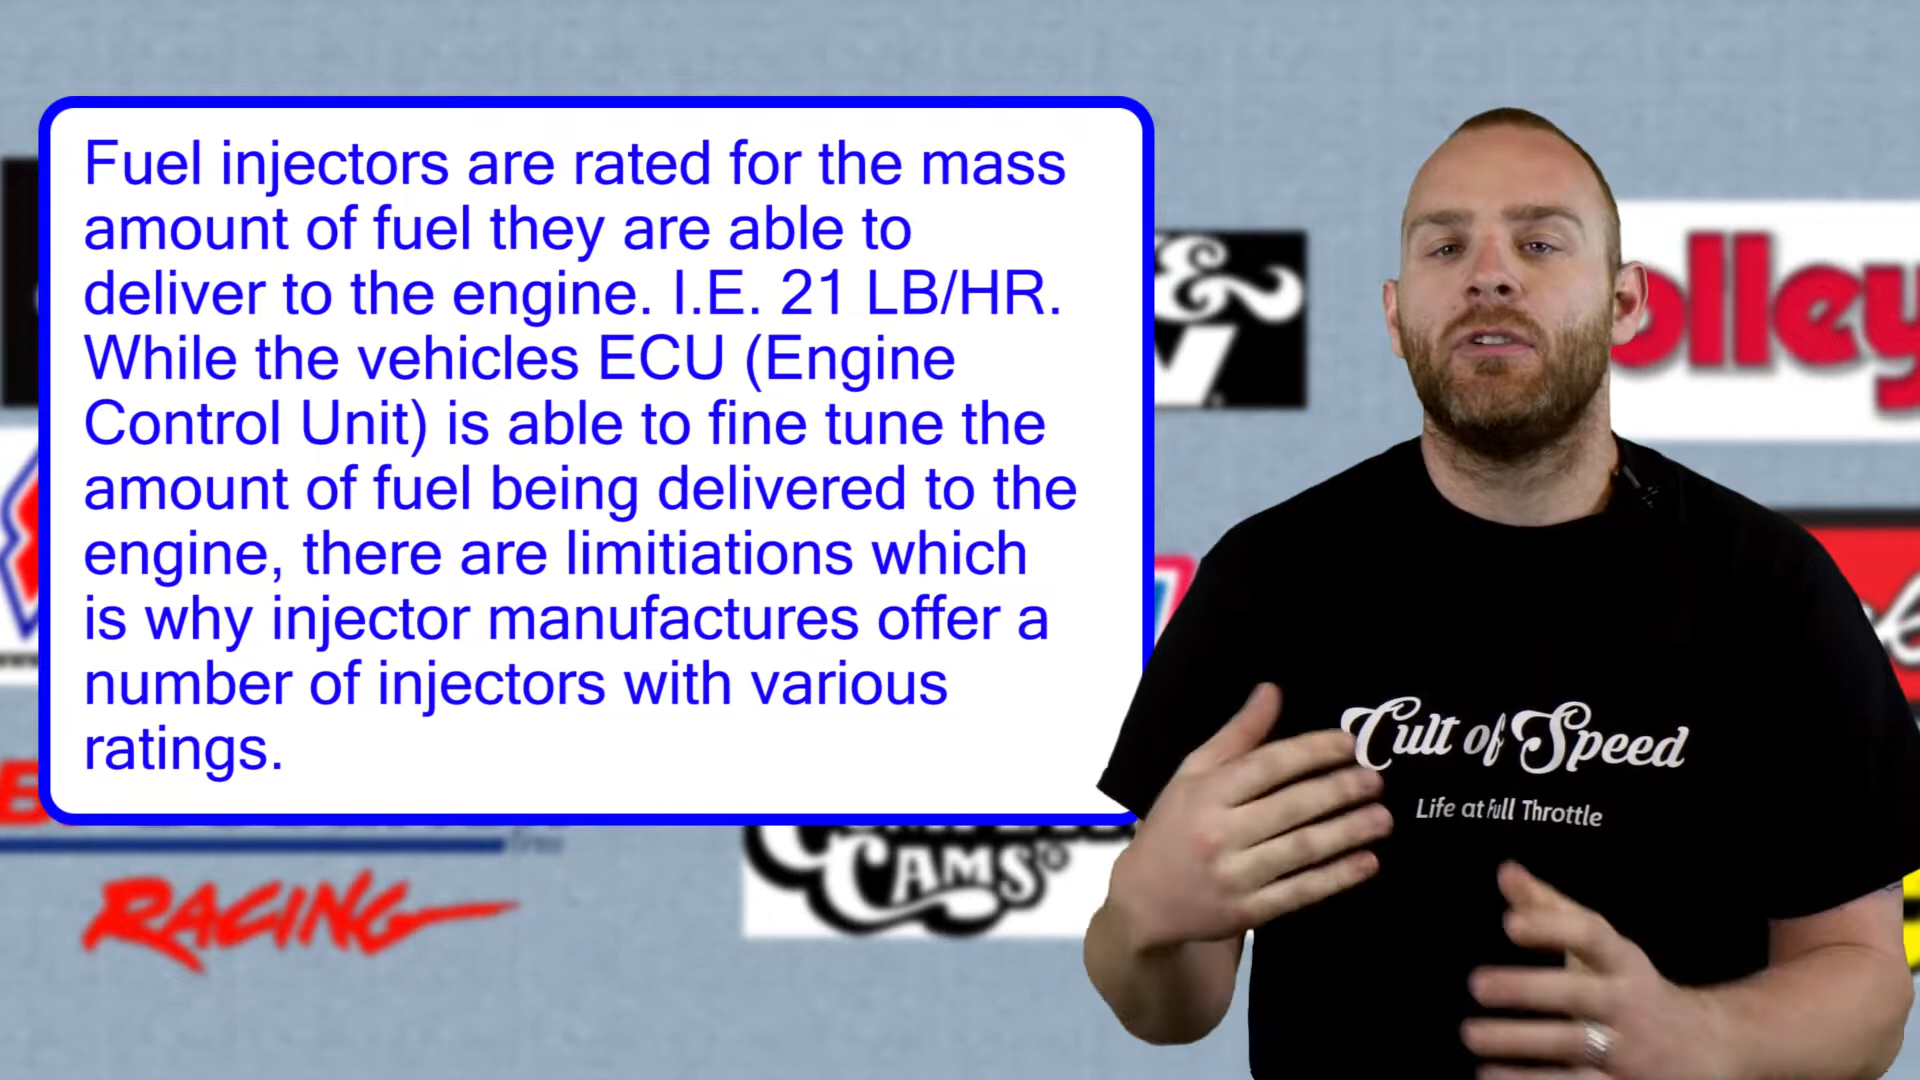 Fuel injectors are rated for the mass
amount of fuel they are able to
deliver to the engine. I.E. 21 LB/HR.
While the vehicles ECU (Engine
Control Unit) is able to fine tune the
amount of fuel being delivered to the
engine, there are limitiations which
is why injector manufactures offer a
number of injectors with various
ratings.
&
olley
Cult of Speed
Life at Full Throttle
CAMS
RACING